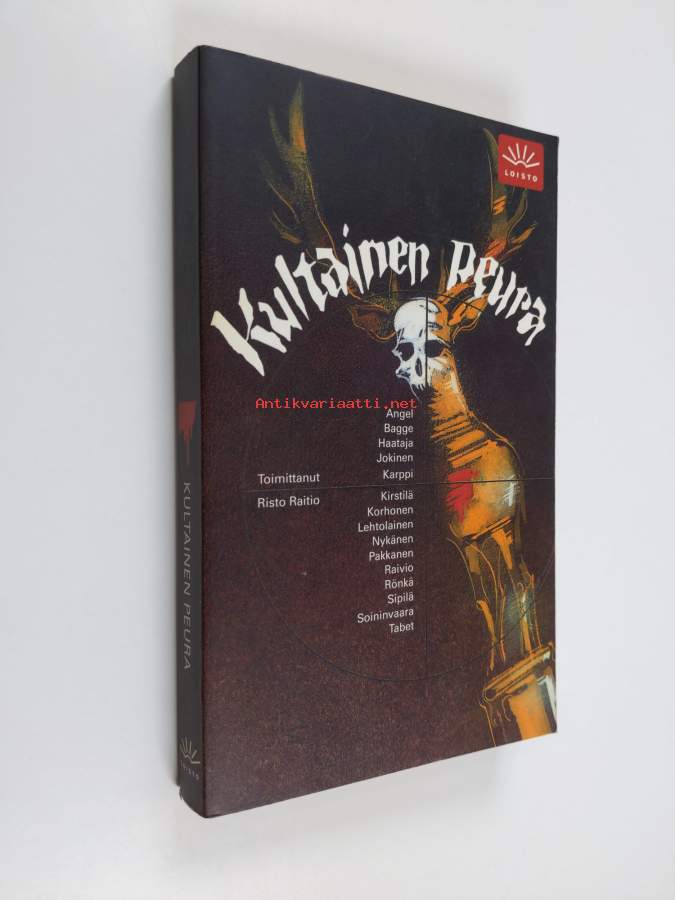 LOISTO
Kultainen Peura
Antikvariaatti.net
Angel
Bagge
Haataja
Jokinen
Toimittanut Karppi
Risto Raitio Kirstilä
Korhonen
Lehtolainen
Nykänen
Pakkanen
Raivio
Rönkä
Sipilä
Soininvaara
Tabet
KULTAINEN PEURA
LOISTO